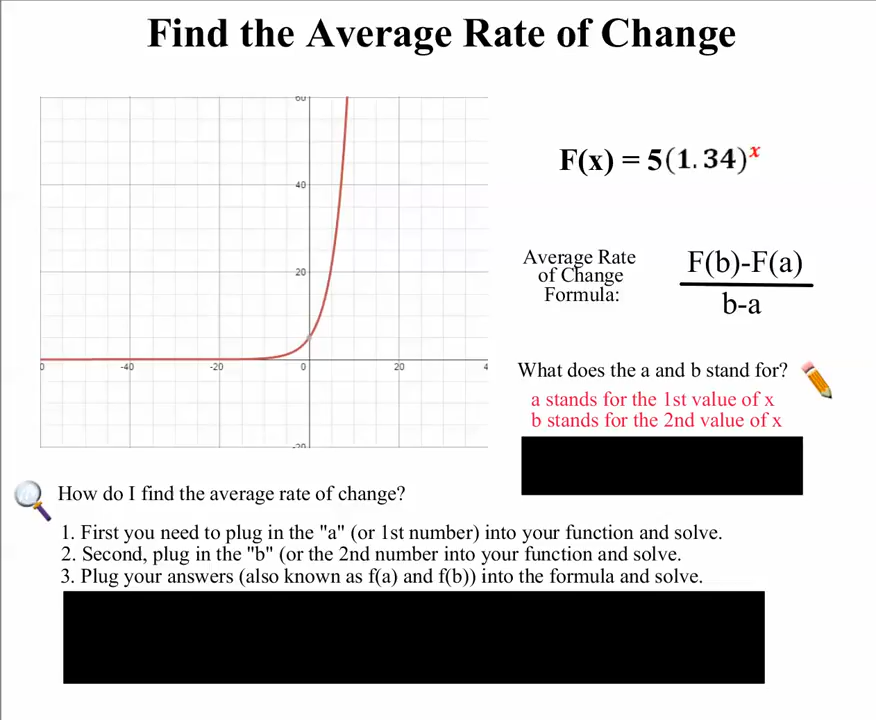 Find the Average Rate of Change
60
40
20
0 -40 -20 0 20 4
-20
F(x) = 5(1.34)^x
Average Rate
of Change
Formula:
F(b)-F(a)
b-a
What does the a and b stand for?
a stands for the 1st value of x
b stands for the 2nd value of x
How do I find the average rate of change?
1. First you need to plug in the "a" (or 1st number) into your function and solve.
2. Second, plug in the "b" (or the 2nd number into your function and solve.
3. Plug your answers (also known as f(a) and f(b)) into the formula and solve.